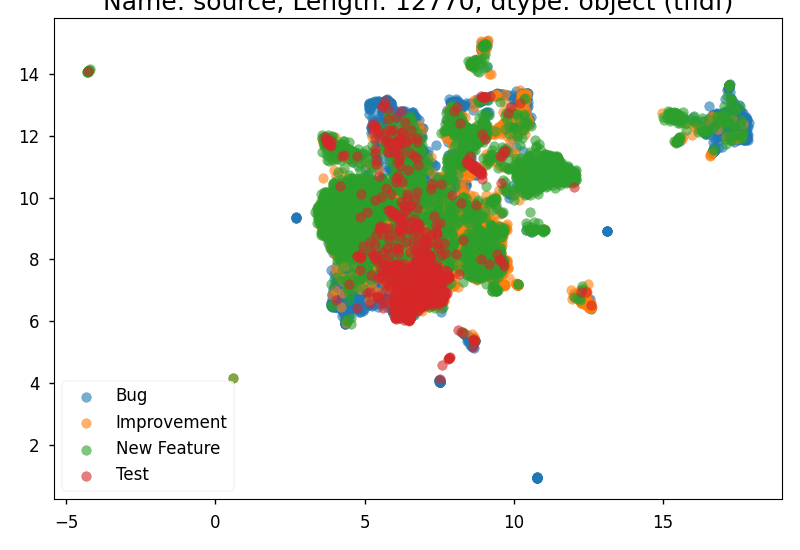 Name: source, Length: 12770, dtype: object (tfidf)
14
12
10
8
6
4
2
Bug
Improvement
New Feature
Test
−5
0
5
10
15